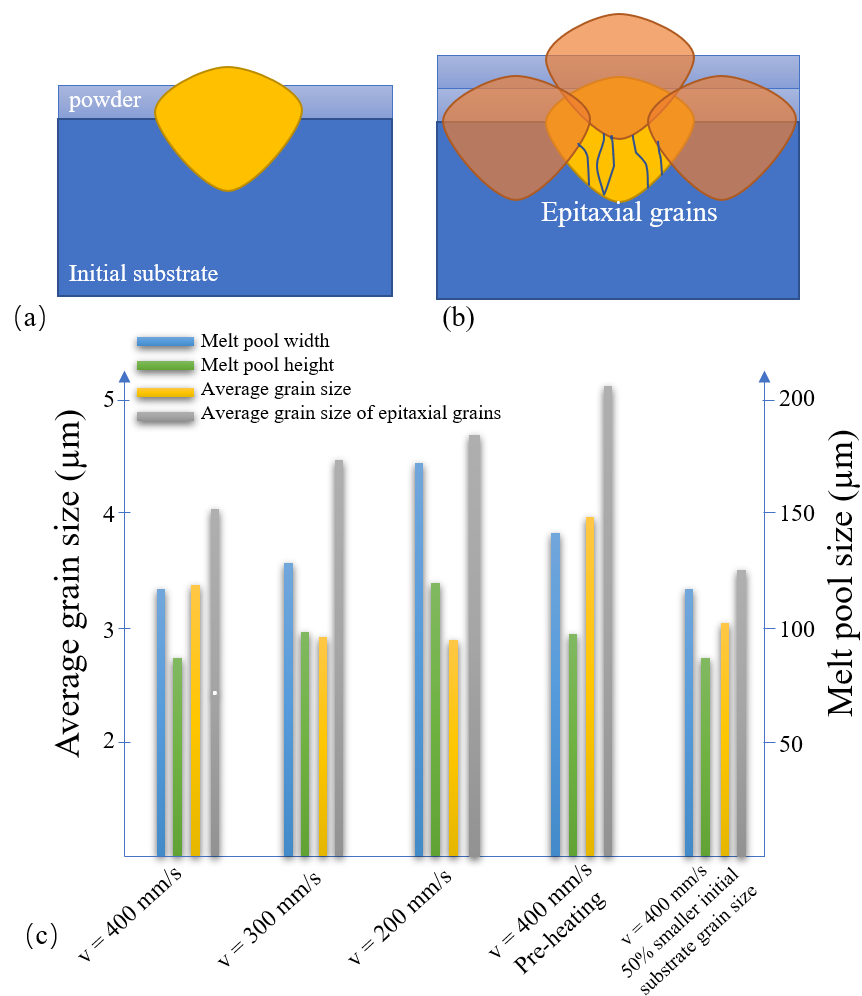 powder
Initial substrate
(a)
Epitaxial grains
(b)
Melt pool width
Melt pool height
Average grain size
Average grain size of epitaxial grains
Average grain size (μm)
5
4
3
2
200
150
100
50
Melt pool size (μm)
v = 400 mm/s
v = 300 mm/s
v = 200 mm/s
v = 400 mm/s
Pre-heating
v = 400 mm/s
50% smaller initial
substrate grain size
(c)